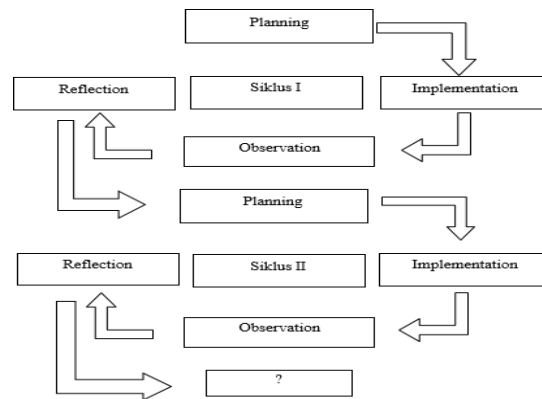 Planning
Reflection
Siklus I
Implementation
Observation
Planning
Reflection
Siklus II
Implementation
Observation
?